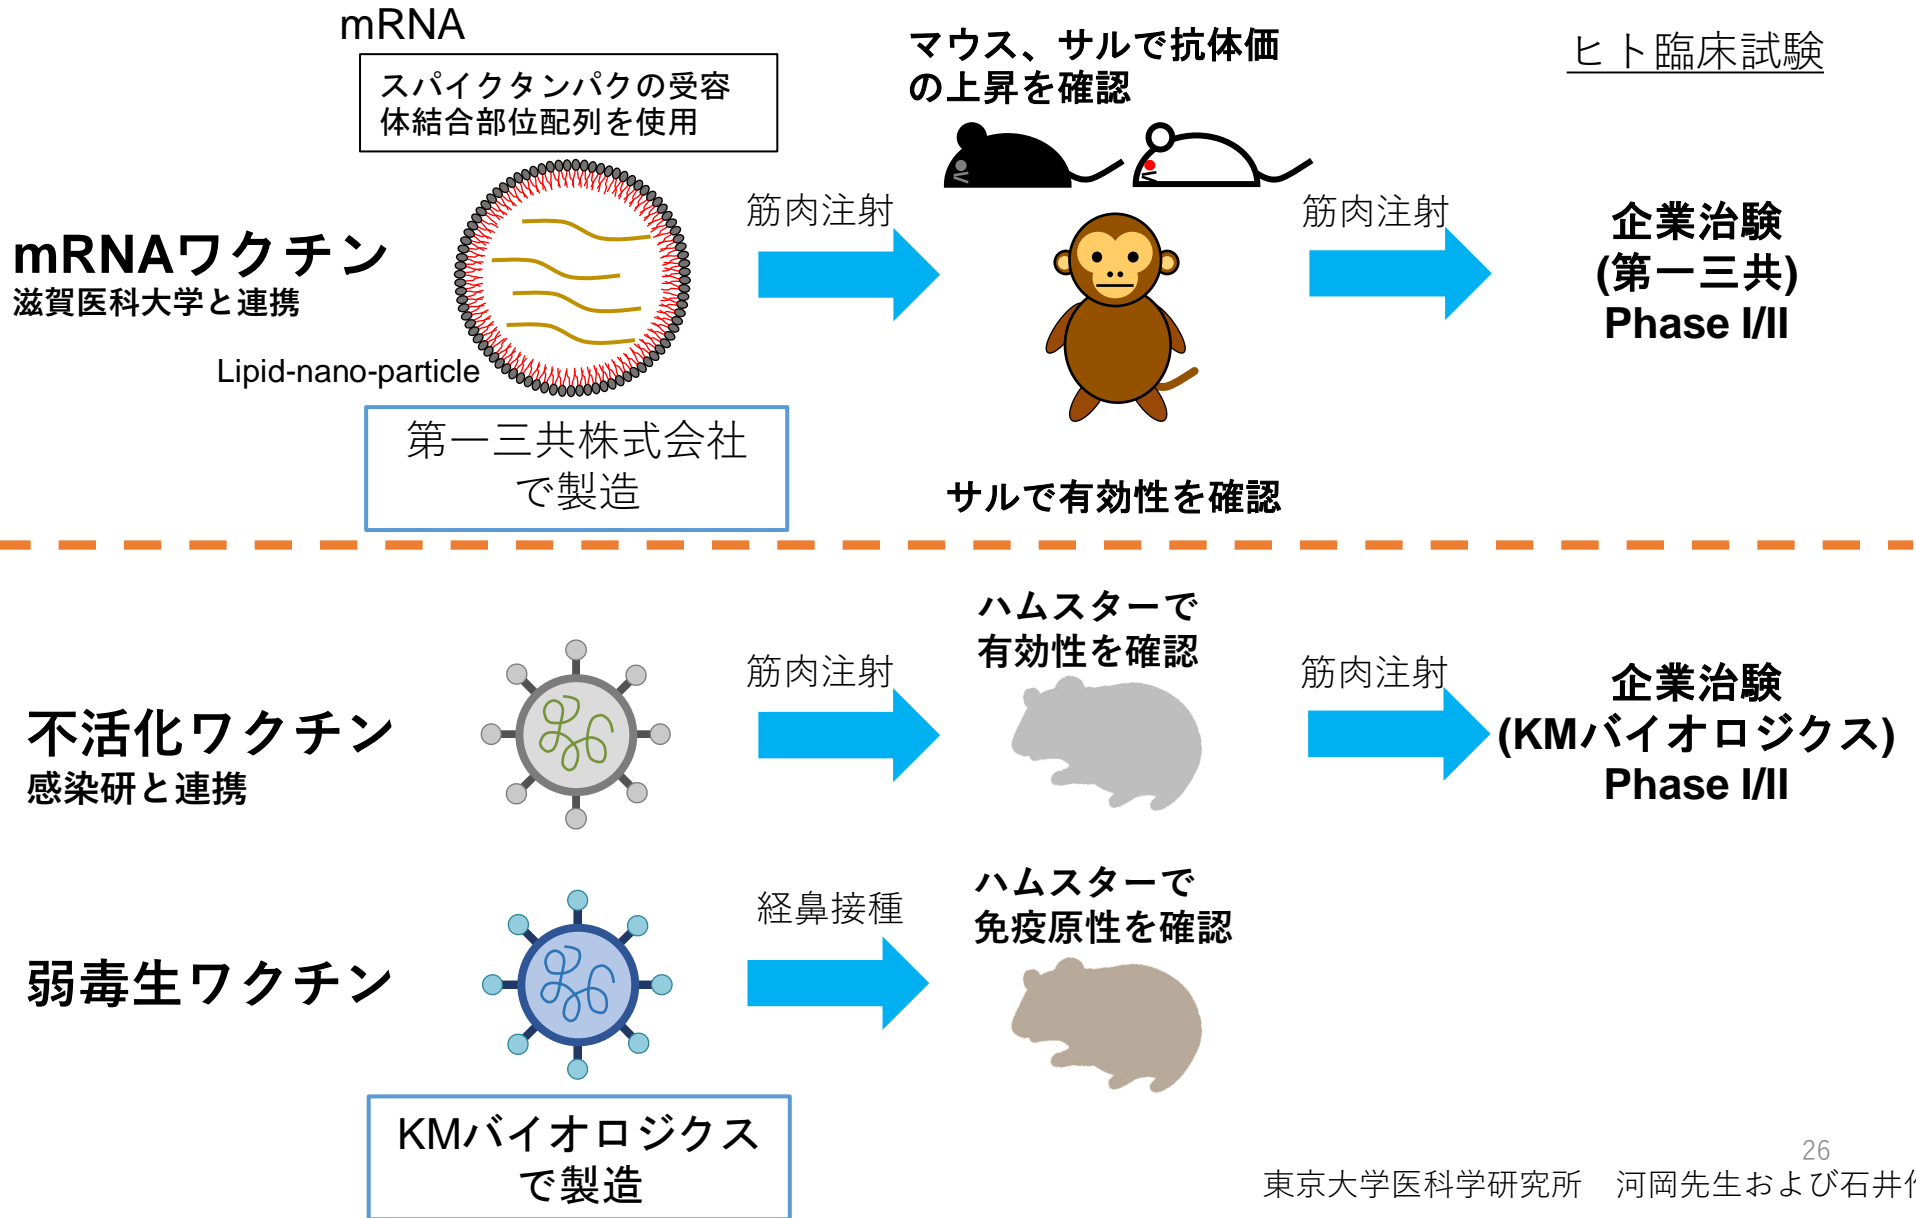 mRNA
スパイクタンパクの受容
体結合部位配列を使用
マウス、サルで抗体価
の上昇を確認
ヒト臨床試験
mRNAワクチン
滋賀医科大学と連携
筋肉注射
筋肉注射
企業治験
(第一三共)
Phase I/II
Lipid-nano-particle
第一三共株式会社
で製造
サルで有効性を確認
不活化ワクチン
感染研と連携
筋肉注射
ハムスターで
有効性を確認
筋肉注射
企業治験
(KMバイオロジクス)
Phase I/II
弱毒生ワクチン
経鼻接種
ハムスターで
免疫原性を確認
KMバイオロジクス
で製造
26
東京大学医科学研究所　河岡先生および石井